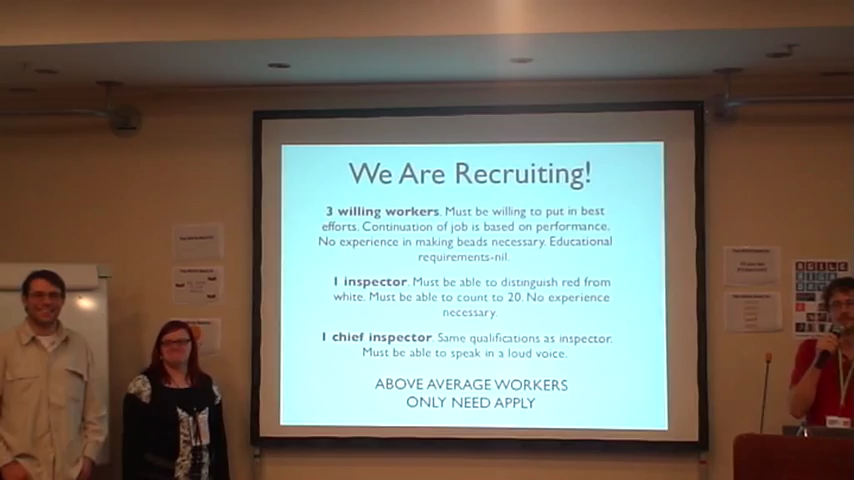 We Are Recruiting!
3 willing workers. Must be willing to put in best
efforts. Continuation of job is based on performance.
No experience in making beads necessary. Educational
requirements-nil.
1 inspector. Must be able to distinguish red from
white. Must be able to count to 20. No experience
necessary.
1 chief inspector. Same qualifications as inspector.
Must be able to speak in a loud voice.
ABOVE AVERAGE WORKERS
ONLY NEED APPLY
AGILE